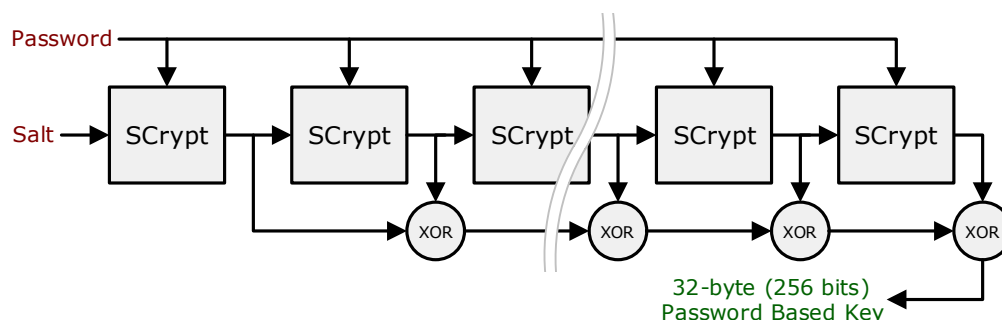 Password
Salt
SCrypt
SCrypt
SCrypt
SCrypt
SCrypt
XOR
XOR
XOR
XOR
32-byte (256 bits)
Password Based Key